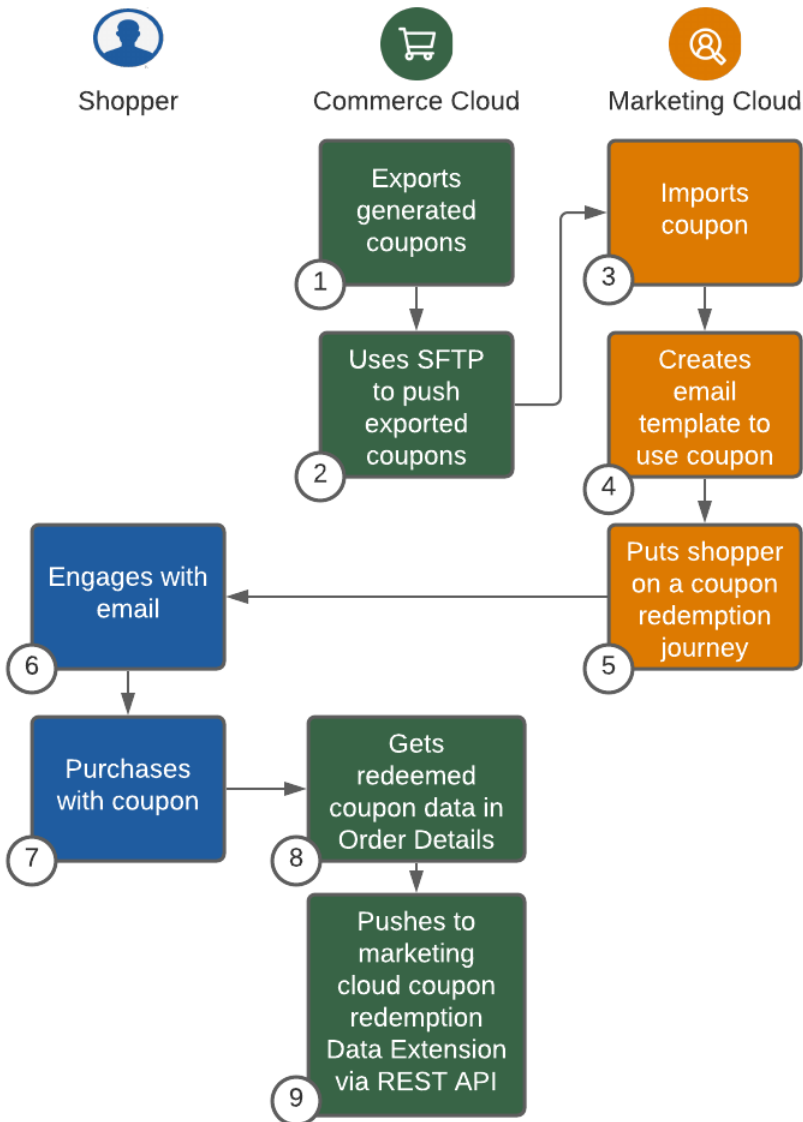 Shopper
Commerce Cloud
Marketing Cloud
Exports
generated
coupons
1
Uses SFTP
to push
exported
coupons
2
Imports
coupon
3
Creates
email
template to
use coupon
4
Puts shopper
on a coupon
redemption
journey
5
Engages with
email
6
Purchases
with coupon
7
Gets
redeemed
coupon data in
Order Details
8
Pushes to
marketing
cloud coupon
redemption
Data Extension
via REST API
9